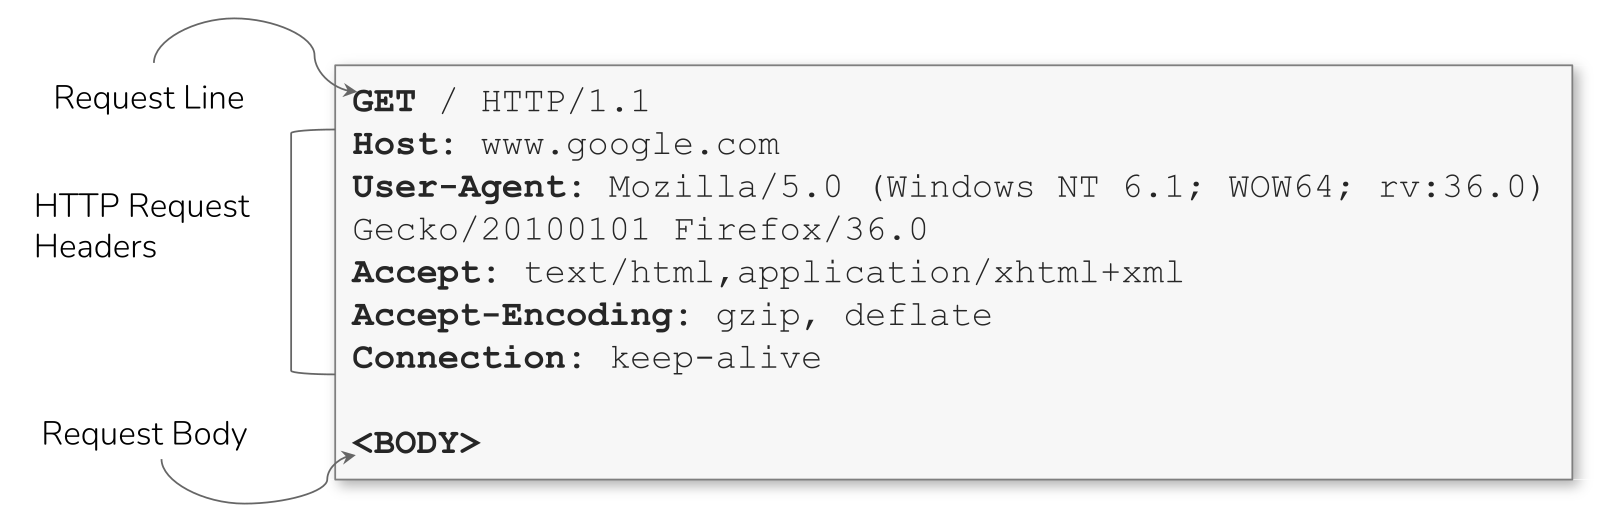 Request Line
GET / HTTP/1.1
Host: www.google.com
HTTP Request
Headers
User-Agent: Mozilla/5.0 (Windows NT 6.1; WOW64; rv:36.0)
Gecko/20100101 Firefox/36.0
Accept: text/html,application/xhtml+xml
Accept-Encoding: gzip, deflate
Connection: keep-alive
Request Body
<BODY>